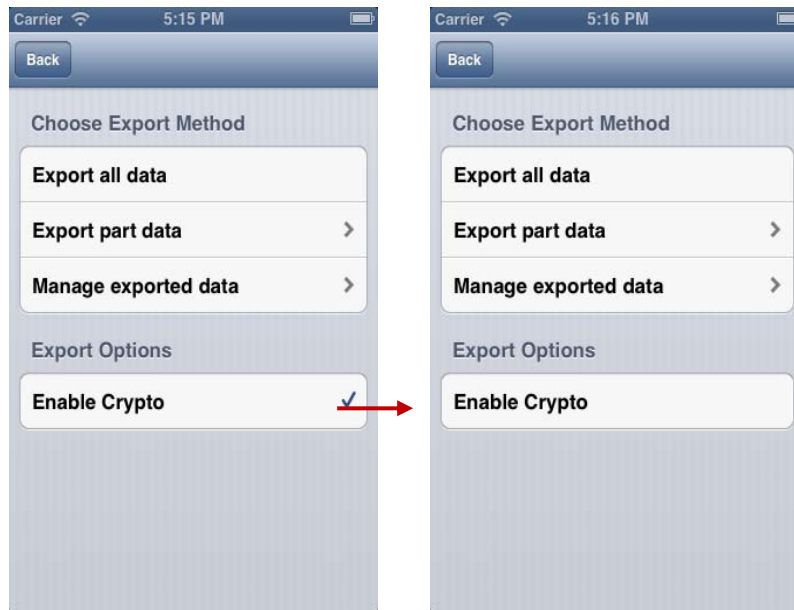 Carrier 5:15 PM
Back
Choose Export Method
Export all data
Export part data
Manage exported data
Export Options
Enable Crypto
Carrier 5:16 PM
Back
Choose Export Method
Export all data
Export part data
Manage exported data
Export Options
Enable Crypto